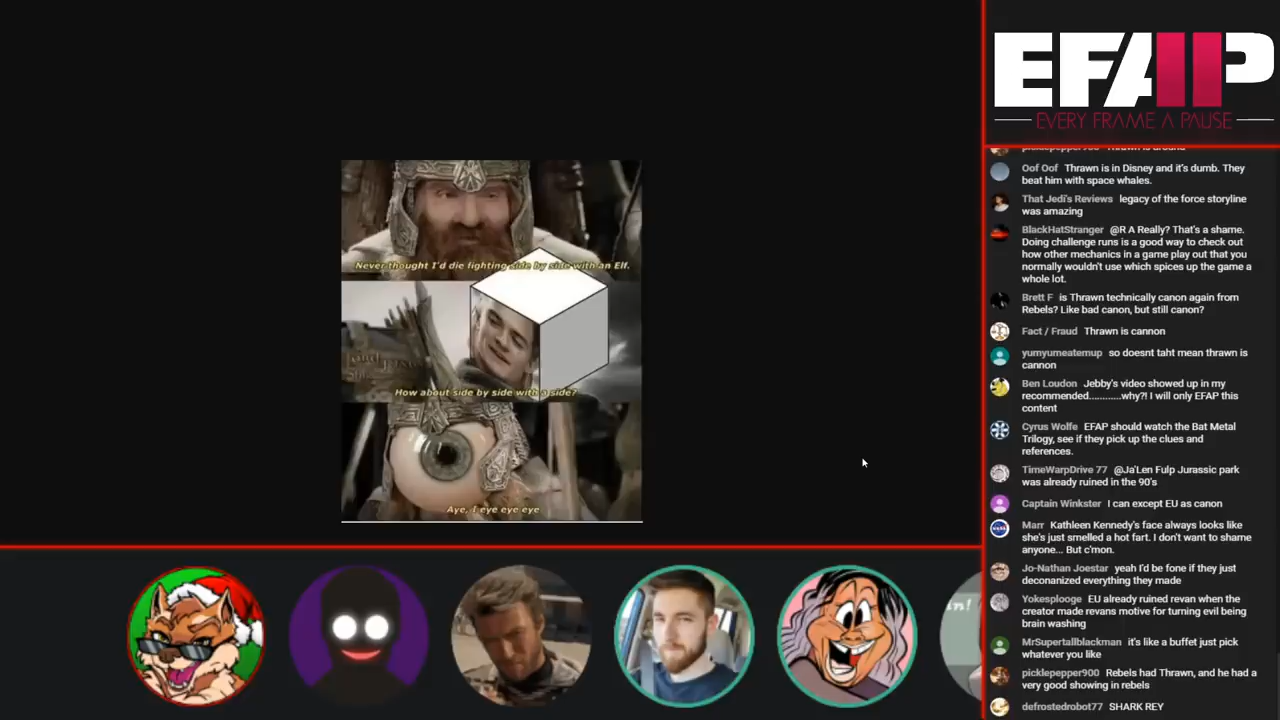 Never thought I'd die fighting side by side with an Elf.
How about side by side with a side?
Aye, I eye eye eye
EFAP
EVERY FRAME A PAUSE
picklepepper900 Thrawn is around
Oof Oof Thrawn is in Disney and it's dumb. They
beat him with space whales.
That Jedi's Reviews legacy of the force storyline
was amazing
BlackHatStranger @R A Really? That's a shame.
Doing challenge runs is a good way to check out
how other mechanics in a game play out that you
normally wouldn't use which spices up the game a
whole lot.
Brett F is Thrawn technically canon again from
Rebels? Like bad canon, but still canon?
Fact / Fraud Thrawn is cannon
yumyumeatemup so doesnt taht mean thrawn is
cannon
Ben Loudon Jebby's video showed up in my
recommended............why?! I will only EFAP this
content
Cyrus Wolfe EFAP should watch the Bat Metal
Trilogy, see if they pick up the clues and
references.
TimeWarpDrive 77 @Ja'Len Fulp Jurassic park
was already ruined in the 90's
Captain Winkster I can except EU as canon
Marr Kathleen Kennedy's face always looks like
she's just smelled a hot fart. I don't want to shame
anyone... But c'mon.
Jo-Nathan Joestar yeah I'd be fone if they just
deconanized everything they made
Yokesplooge EU already ruined revan when the
creator made revans motive for turning evil being
brain washing
MrSupertallblackman it's like a buffet just pick
whatever you like
picklepepper900 Rebels had Thrawn, and he had a
very good showing in rebels
defrostedrobot77 SHARK REY